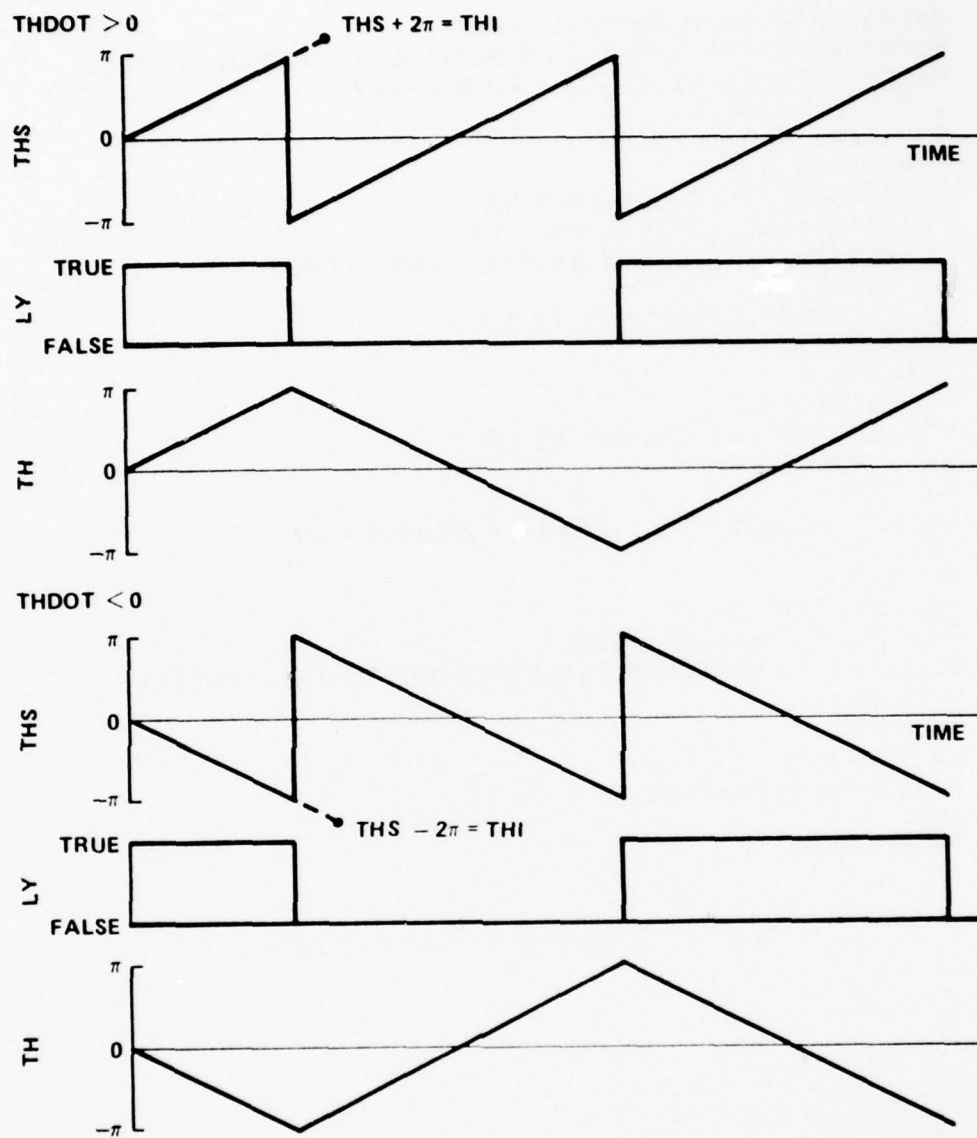 THDOT > 0
THS + 2π = THI
π
0
−π
THS
TIME
TRUE
FALSE
LY
π
0
−π
TH
THDOT < 0
π
0
−π
THS
TIME
THS − 2π = THI
TRUE
FALSE
LY
π
0
−π
TH